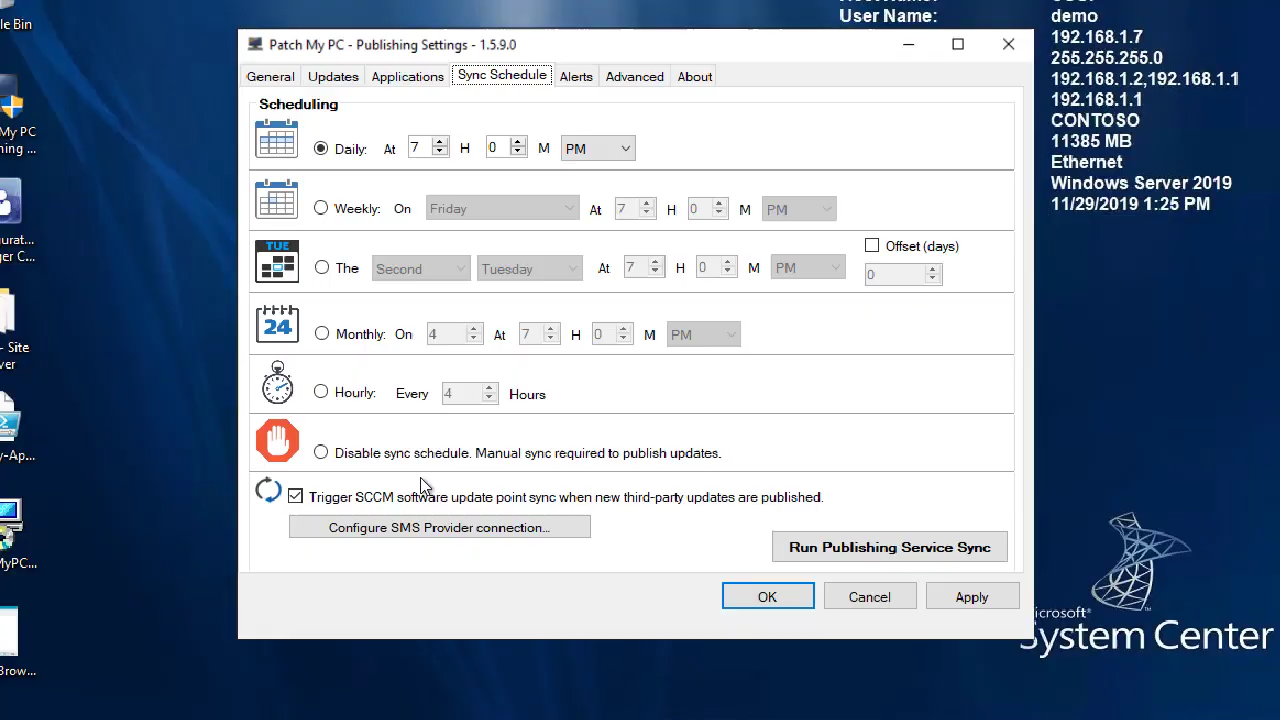 le Bin
My PC
ning ...
gurat...
ger C...
- Site
ver
y-Ap...
MyPC...
Brow...
User Name:
demo
192.168.1.7
255.255.255.0
192.168.1.2,192.168.1.1
192.168.1.1
CONTOSO
11385 MB
Ethernet
Windows Server 2019
11/29/2019 1:25 PM
Patch My PC - Publishing Settings - 1.5.9.0
General Updates Applications Sync Schedule Alerts Advanced About
Scheduling
Daily: At 7 H 0 M PM
Weekly: On Friday At 7 H 0 M PM
TUE
The Second Tuesday At 7 H 0 M PM
Offset (days)
0
24
Monthly: On 4 At 7 H 0 M PM
Hourly: Every 4 Hours
Disable sync schedule. Manual sync required to publish updates.
Trigger SCCM software update point sync when new third-party updates are published.
Configure SMS Provider connection...
Run Publishing Service Sync
OK Cancel Apply
icrosoft
System Center